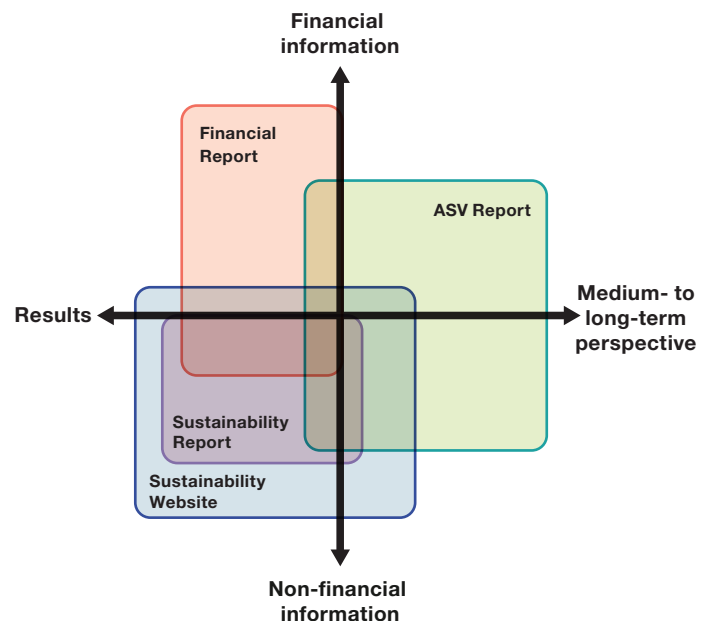 Financial
information
Financial
Report
ASV Report
Results
Medium- to
long-term
perspective
Sustainability
Report
Sustainability
Website
Non-financial
information